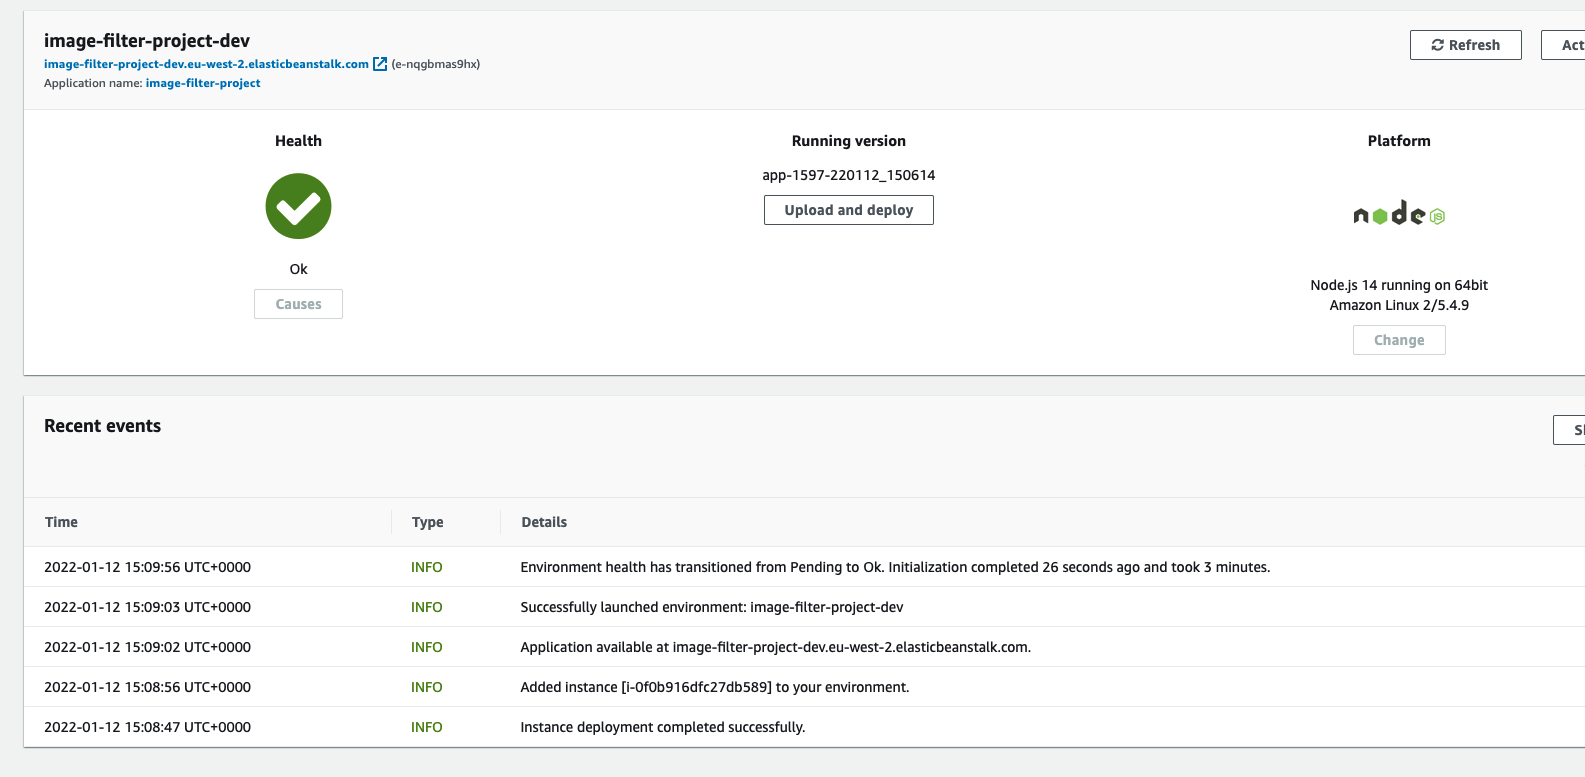 image-filter-project-dev
image-filter-project-dev.eu-west-2.elasticbeanstalk.com (e-nqgbmas9hx)
Application name: image-filter-project
Refresh
Act
Health
Running version
Platform
app-1597-220112_150614
Upload and deploy
node JS
Ok
Causes
Node.js 14 running on 64bit
Amazon Linux 2/5.4.9
Change
Recent events
Time Type Details
2022-01-12 15:09:56 UTC+0000 INFO Environment health has transitioned from Pending to Ok. Initialization completed 26 seconds ago and took 3 minutes.
2022-01-12 15:09:03 UTC+0000 INFO Successfully launched environment: image-filter-project-dev
2022-01-12 15:09:02 UTC+0000 INFO Application available at image-filter-project-dev.eu-west-2.elasticbeanstalk.com.
2022-01-12 15:08:56 UTC+0000 INFO Added instance [i-0f0b916dfc27db589] to your environment.
2022-01-12 15:08:47 UTC+0000 INFO Instance deployment completed successfully.